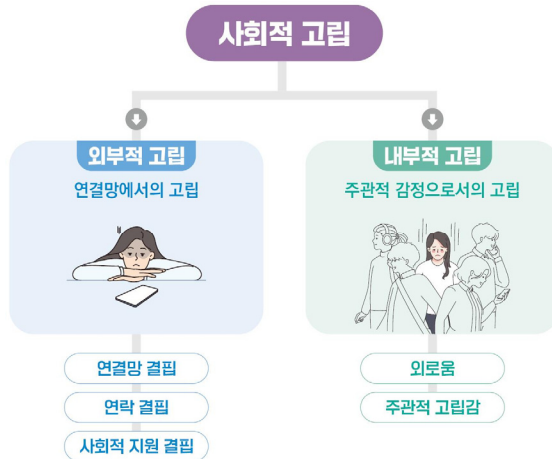 사회적 고립
외부적 고립
연결망에서의 고립
연결망 결핍
연락 결핍
사회적 지원 결핍
내부적 고립
주관적 감정으로서의 고립
외로움
주관적 고립감